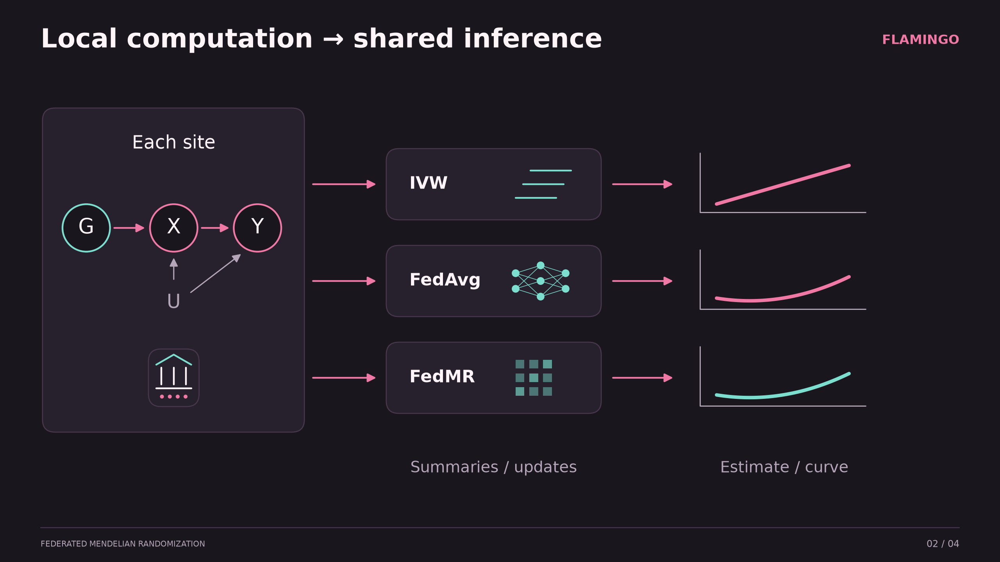 Local computation → shared inference
FLAMINGO
Each site
G
X
Y
U
IVW
FedAvg
FedMR
Summaries / updates
Estimate / curve
FEDERATED MENDELIAN RANDOMIZATION
02 / 04